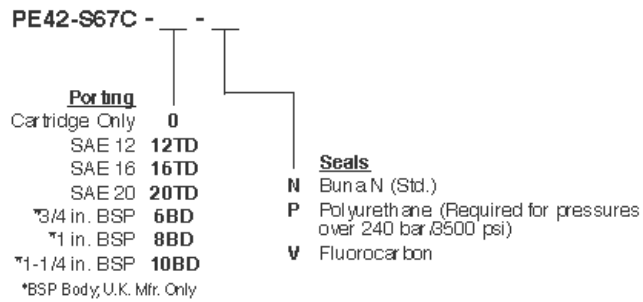 PE42-S67C - __ - __
Porting
Cartridge Only 0
SAE 12 12TD
SAE 16 16TD
SAE 20 20TD
*3/4 in. BSP 6BD
*1 in. BSP 8BD
*1-1/4 in. BSP 10BD
*BSP Body, U.K. Mfr. Only
Seals
N Buna N (Std.)
P Polyurethane (Required for pressures
over 240 bar/3500 psi)
V Fluorocarbon